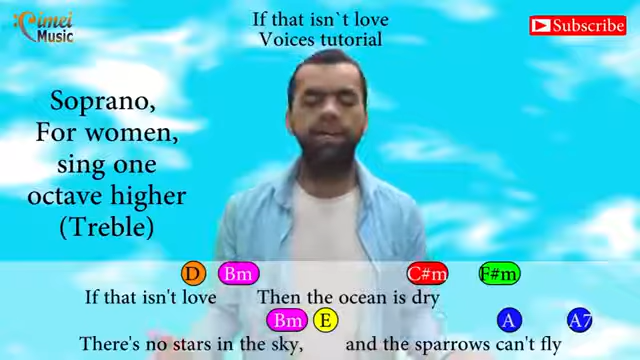 Cimei
Music
If that isn`t love
Voices tutorial
Subscribe
Soprano,
For women,
sing one
octave higher
(Treble)
D Bm C#m F#m
If that isn't love Then the ocean is dry
Bm E A A7
There's no stars in the sky, and the sparrows can't fly